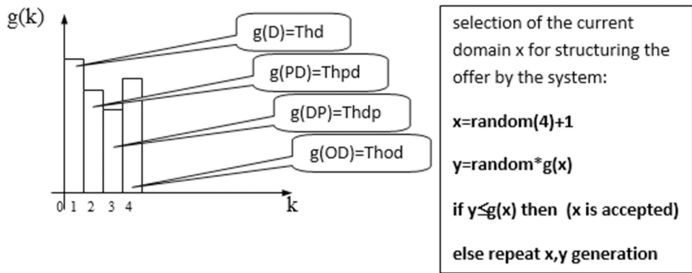 g(k)
g(D)=Thd
g(PD)=Thpd
g(DP)=Thdp
g(OD)=Thod
0 1 2 3 4
k
selection of the current
domain x for structuring the
offer by the system:
x=random(4)+1
y=random*g(x)
if y≤g(x) then (x is accepted)
else repeat x,y generation